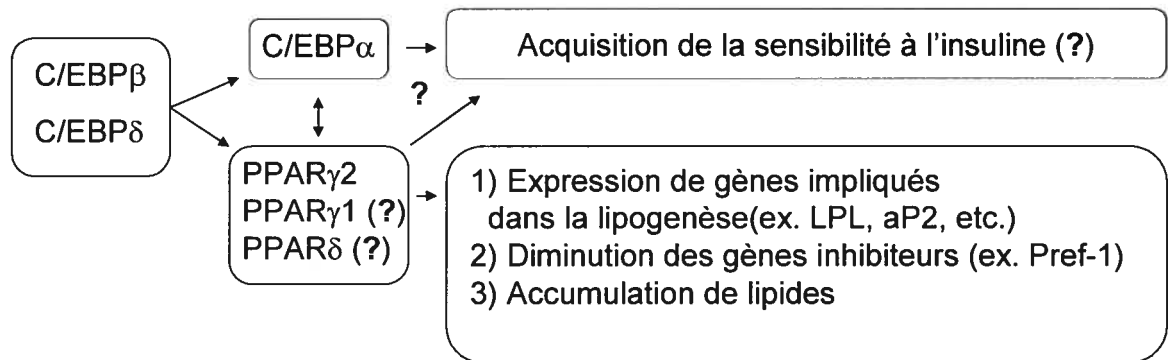 C/EBPβ
C/EBPδ
C/EBPα
Acquisition de la sensibilité à l'insuline (?)
?
PPARγ2
PPARγ1 (?)
PPARδ (?)
1) Expression de gènes impliqués
dans la lipogenèse(ex. LPL, aP2, etc.)
2) Diminution des gènes inhibiteurs (ex. Pref-1)
3) Accumulation de lipides